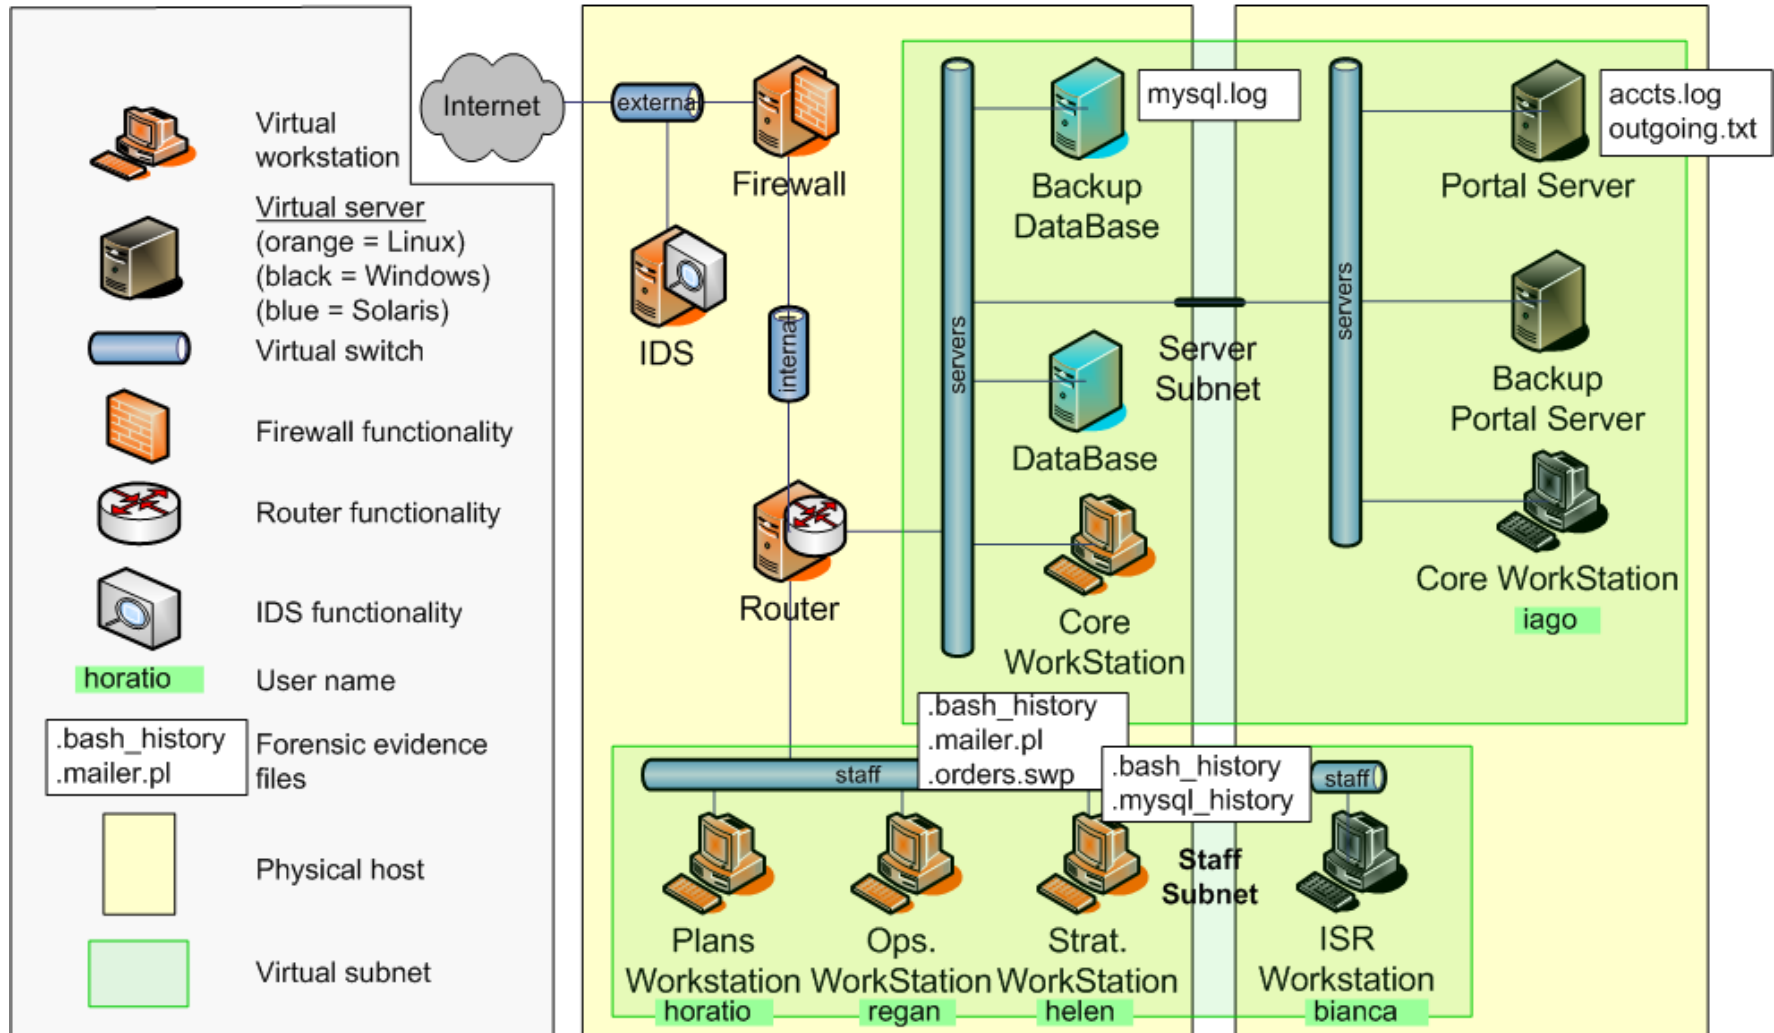 Virtual
workstation
Virtual server
(orange = Linux)
(black = Windows)
(blue = Solaris)
Virtual switch
Firewall functionality
Router functionality
IDS functionality
horatio
User name
.bash_history
.mailer.pl
Forensic evidence
files
Physical host
Virtual subnet
Internet
externa
Firewall
IDS
internal
Router
servers
Backup
DataBase
mysql.log
Server
Subnet
DataBase
Core
WorkStation
servers
accts.log
outgoing.txt
Portal Server
Backup
Portal Server
Core WorkStation
iago
staff
.bash_history
.mailer.pl
.orders.swp
.bash_history
.mysql_history
staff
Plans
Workstation
horatio
Ops.
WorkStation
regan
Strat.
WorkStation
helen
Staff
Subnet
ISR
Workstation
bianca